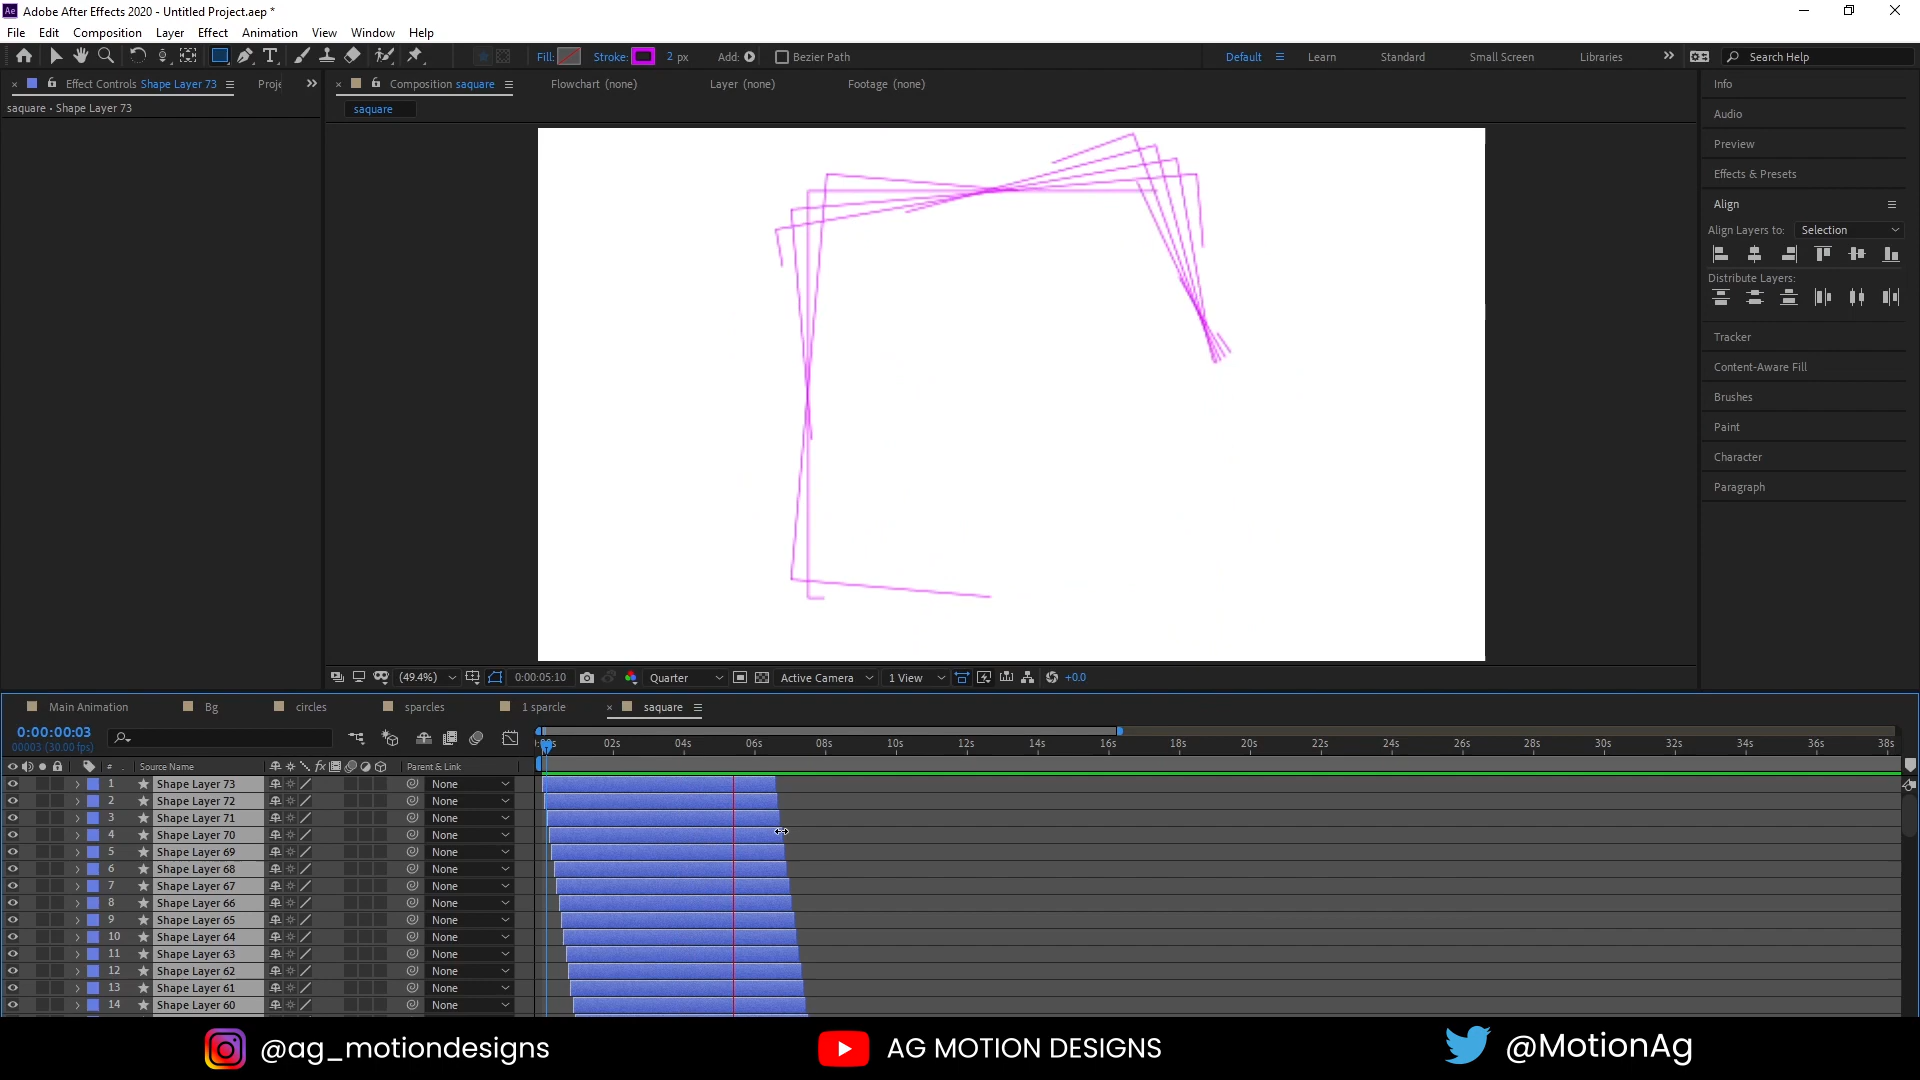 Ae Adobe After Effects 2020 - Untitled Project.aep *
File Edit Composition Layer Effect Animation View Window Help
Fill: Stroke: 2 px Add: Bezier Path Default Learn Standard Small Screen Libraries Search Help
Effect Controls Shape Layer 73 Proje
saquare • Shape Layer 73
Composition saquare Flowchart (none) Layer (none) Footage (none)
saquare
Info
Audio
Preview
Effects & Presets
Align
Align Layers to: Selection
Distribute Layers:
Tracker
Content-Aware Fill
Brushes
Paint
Character
Paragraph
(49.4%) 0:00:05:10 Quarter Active Camera 1 View +0.0
Main Animation Bg circles sparcles 1 sparcle saquare
0:00:00:03
00003 (30.00 fps)
02s 04s 06s 08s 10s 12s 14s 16s 18s 20s 22s 24s 26s 28s 30s 32s 34s 36s 38s
# Source Name fx Parent & Link
1 Shape Layer 73 None
2 Shape Layer 72 None
3 Shape Layer 71 None
4 Shape Layer 70 None
5 Shape Layer 69 None
6 Shape Layer 68 None
7 Shape Layer 67 None
8 Shape Layer 66 None
9 Shape Layer 65 None
10 Shape Layer 64 None
11 Shape Layer 63 None
12 Shape Layer 62 None
13 Shape Layer 61 None
14 Shape Layer 60 None
@ag_motiondesigns AG MOTION DESIGNS @MotionAg